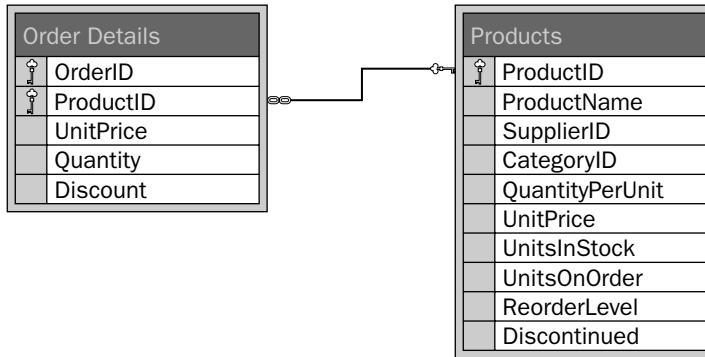 Order Details
OrderID
ProductID
UnitPrice
Quantity
Discount
Products
ProductID
ProductName
SupplierID
CategoryID
QuantityPerUnit
UnitPrice
UnitsInStock
UnitsOnOrder
ReorderLevel
Discontinued